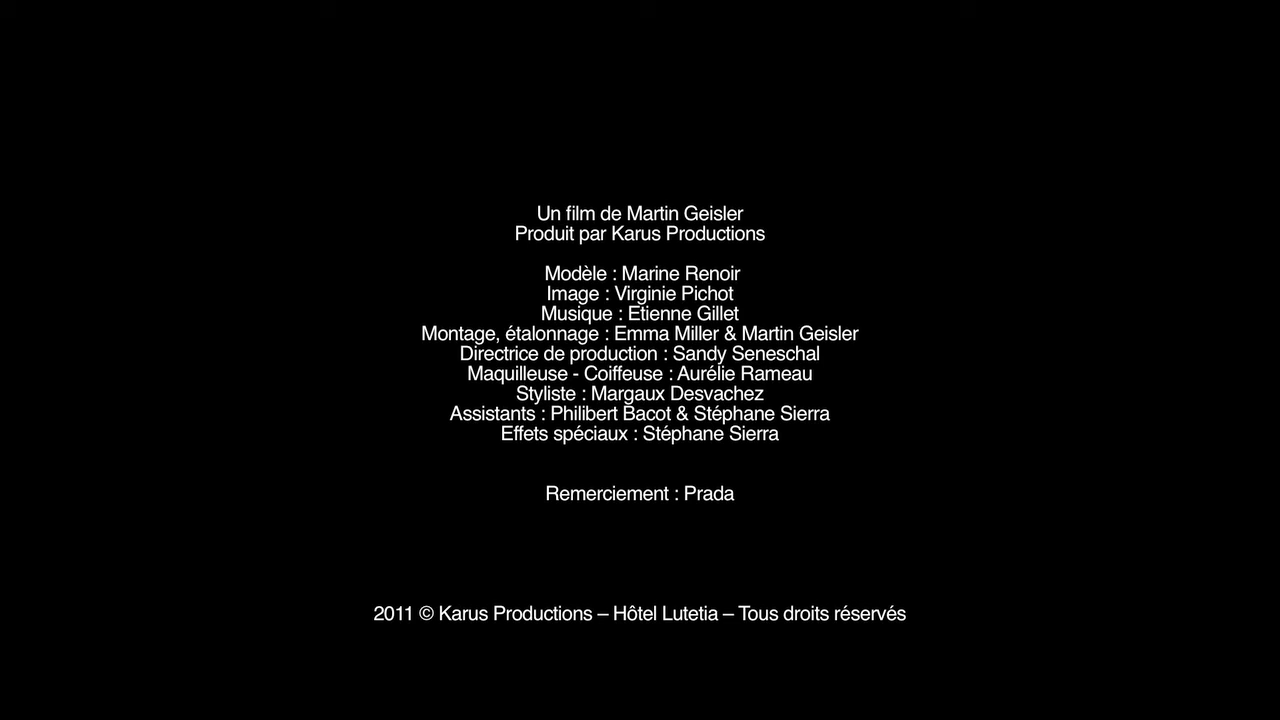 Un film de Martin Geisler
Produit par Karus Productions
Modèle : Marine Renoir
Image : Virginie Pichot
Musique : Etienne Gillet
Montage, étalonnage : Emma Miller & Martin Geisler
Directrice de production : Sandy Seneschal
Maquilleuse - Coiffeuse : Aurélie Rameau
Styliste : Margaux Desvachez
Assistants : Philibert Bacot & Stéphane Sierra
Effets spéciaux : Stéphane Sierra
Remerciement : Prada
2011 © Karus Productions – Hôtel Lutetia – Tous droits réservés